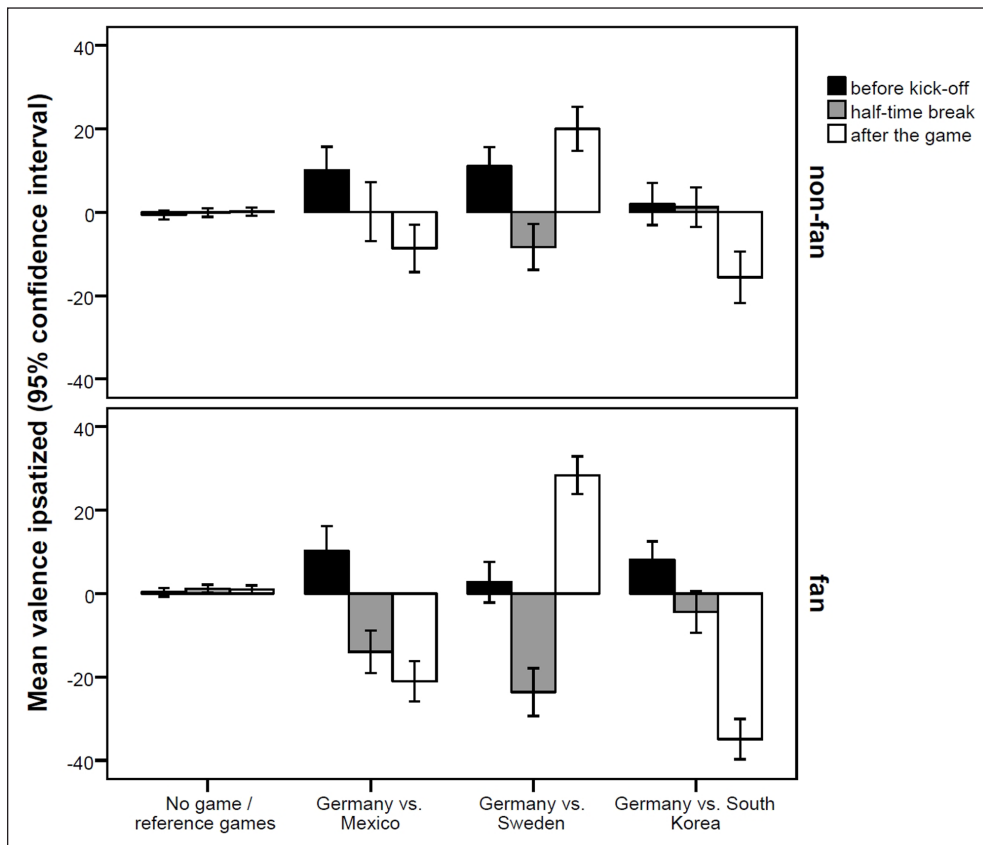 Mean valence ipsatized (95% confidence interval)
40
20
0
-20
-40
non-fan
before kick-off
half-time break
after the game
40
20
0
-20
-40
fan
No game /
reference games
Germany vs.
Mexico
Germany vs.
Sweden
Germany vs. South
Korea